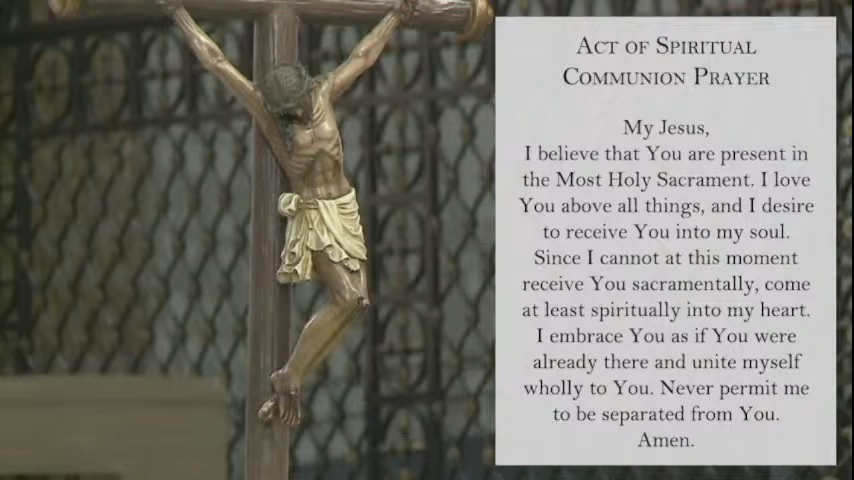 Act of Spiritual
Communion Prayer
My Jesus,
I believe that You are present in
the Most Holy Sacrament. I love
You above all things, and I desire
to receive You into my soul.
Since I cannot at this moment
receive You sacramentally, come
at least spiritually into my heart.
I embrace You as if You were
already there and unite myself
wholly to You. Never permit me
to be separated from You.
Amen.